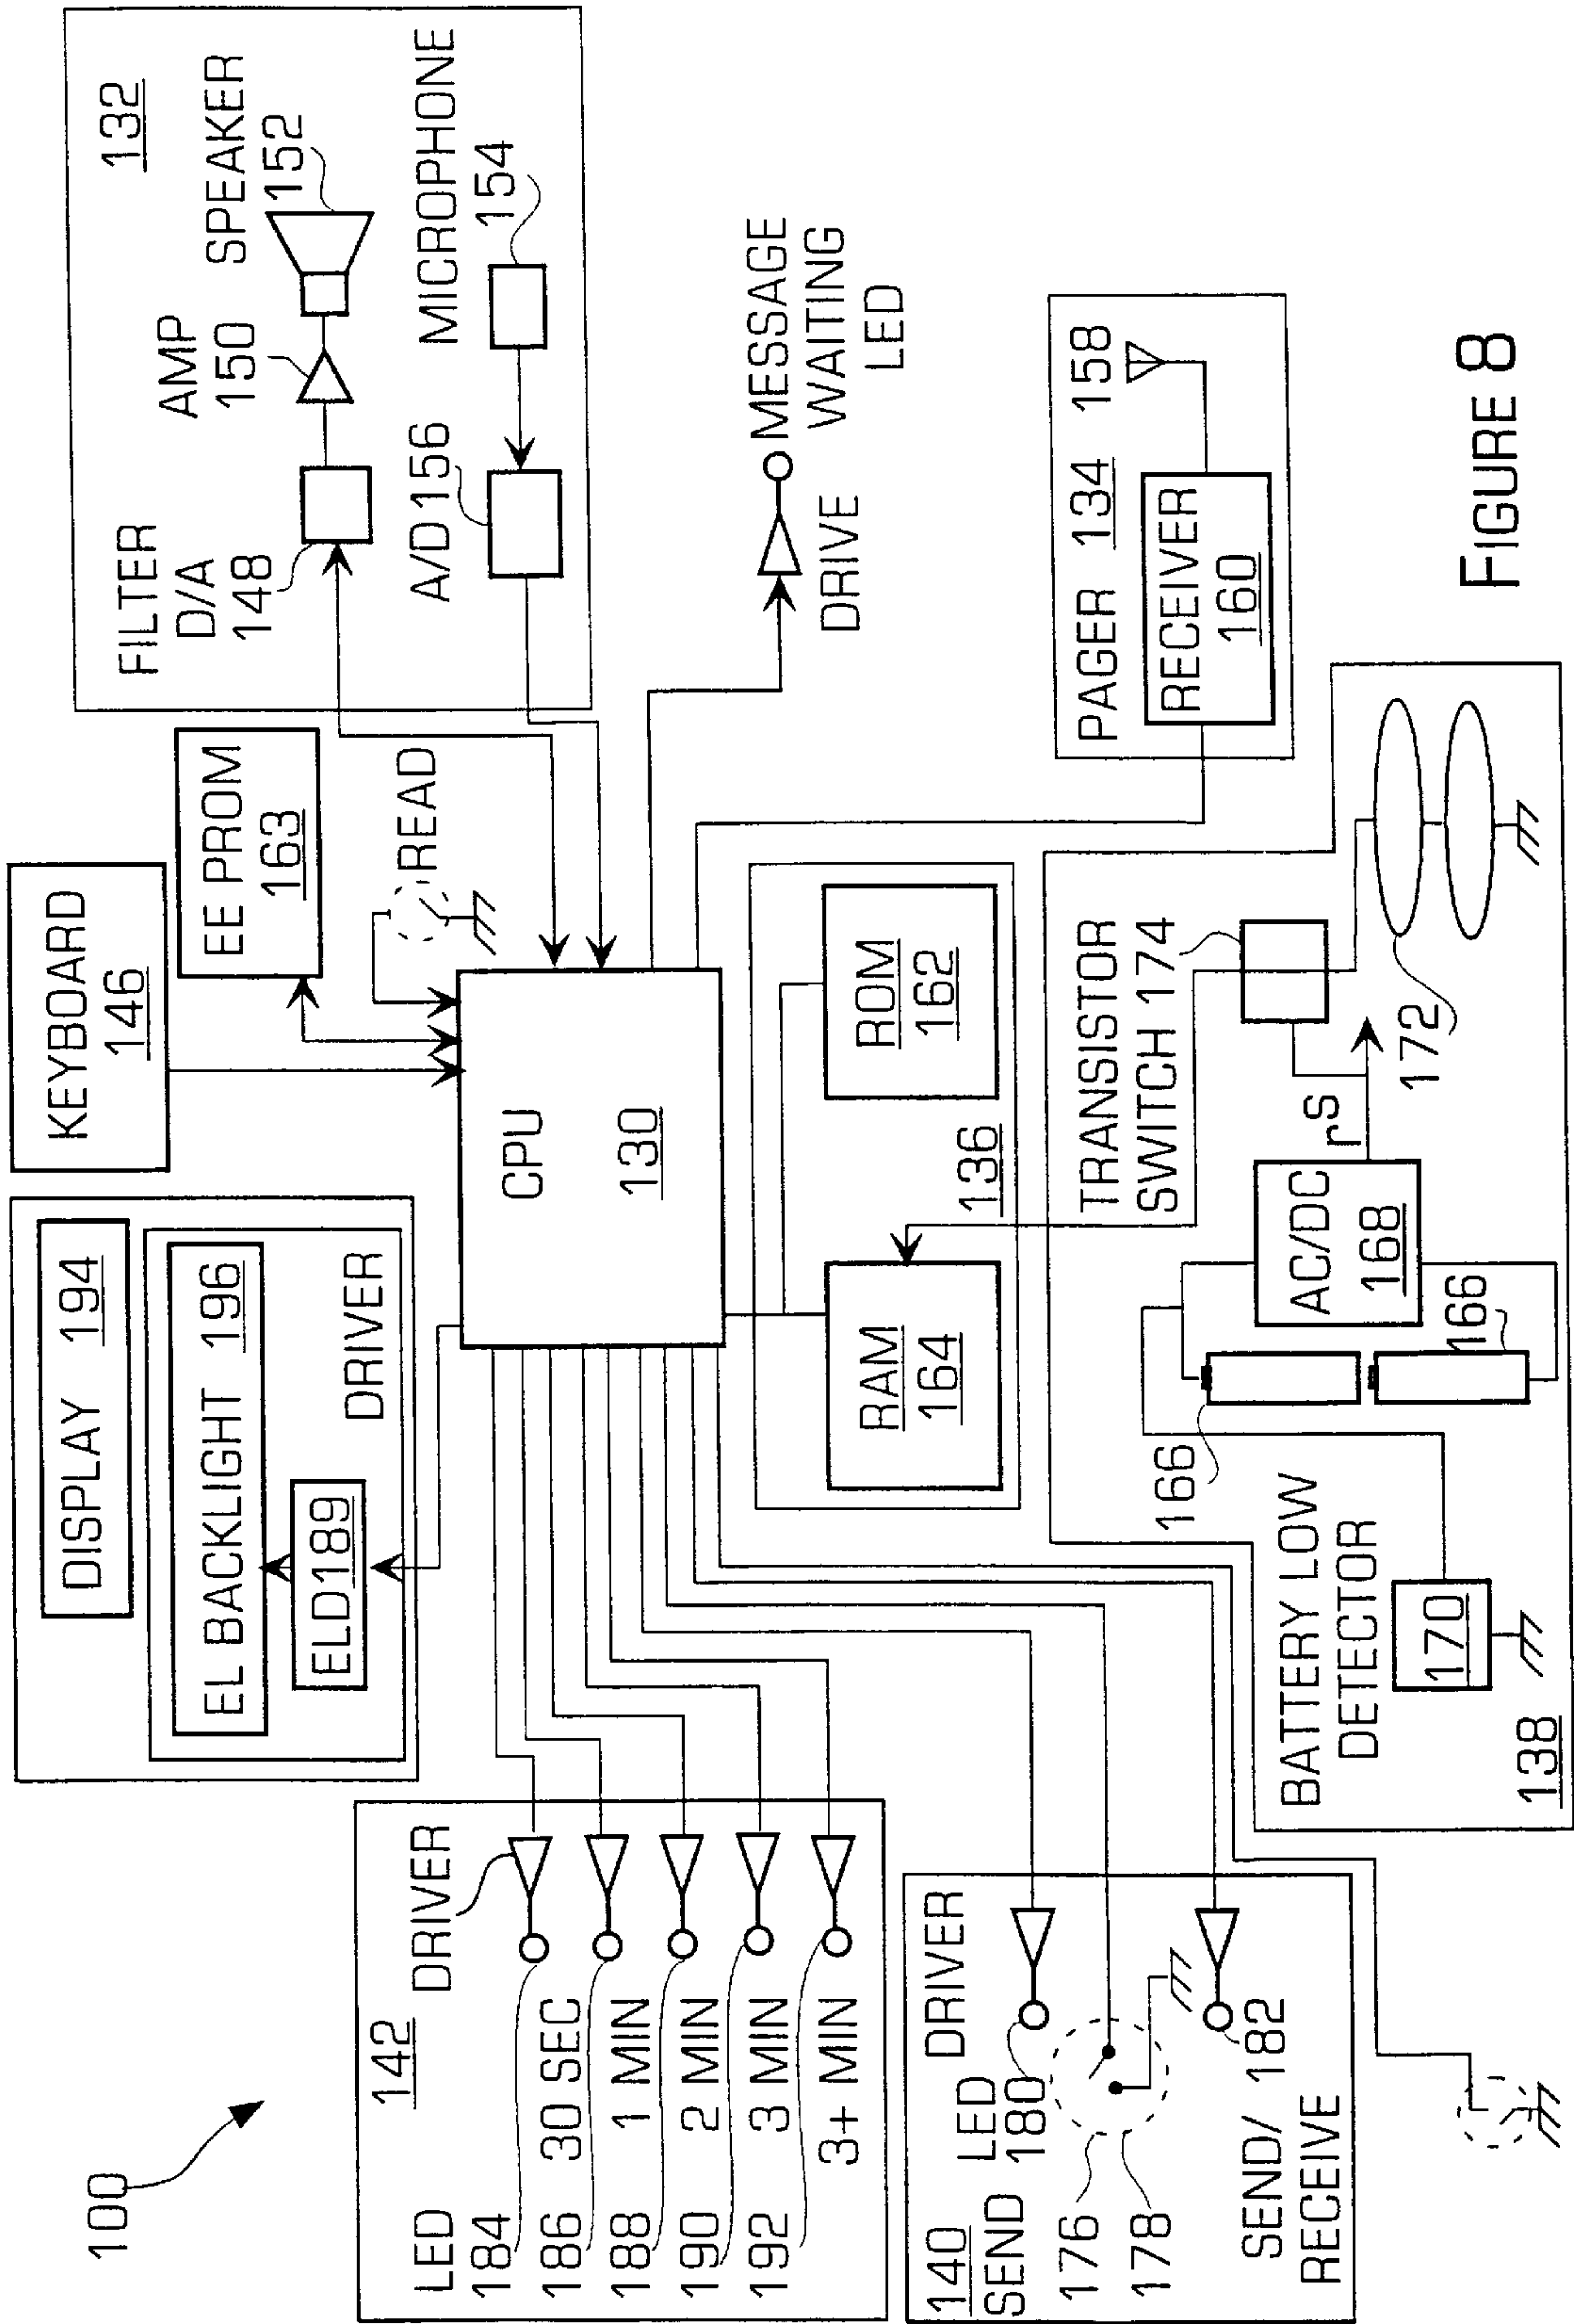 100
DISPLAY 194
EL BACKLIGHT 196
ELD189
DRIVER
KEYBOARD
146
EE PROM
163
READ
132
FILTER
D/A
148
AMP
150
SPEAKER
152
A/D156
MICROPHONE
154
142
DRIVER
LED
184
186 30 SEC
188 1 MIN
190 2 MIN
192 3 MIN
3+ MIN
CPU
130
DRIVE
MESSAGE
WAITING
LED
RAM
164
ROM
162
136
PAGER 134 158
RECEIVER
160
140
SEND
DRIVER
LED
180
176
178
SEND/ 182
RECEIVE
TRANSISTOR
SWITCH 174
BATTERY LOW
DETECTOR
170
166
166
AC/DC
168
rS
172
138
FIGURE 8